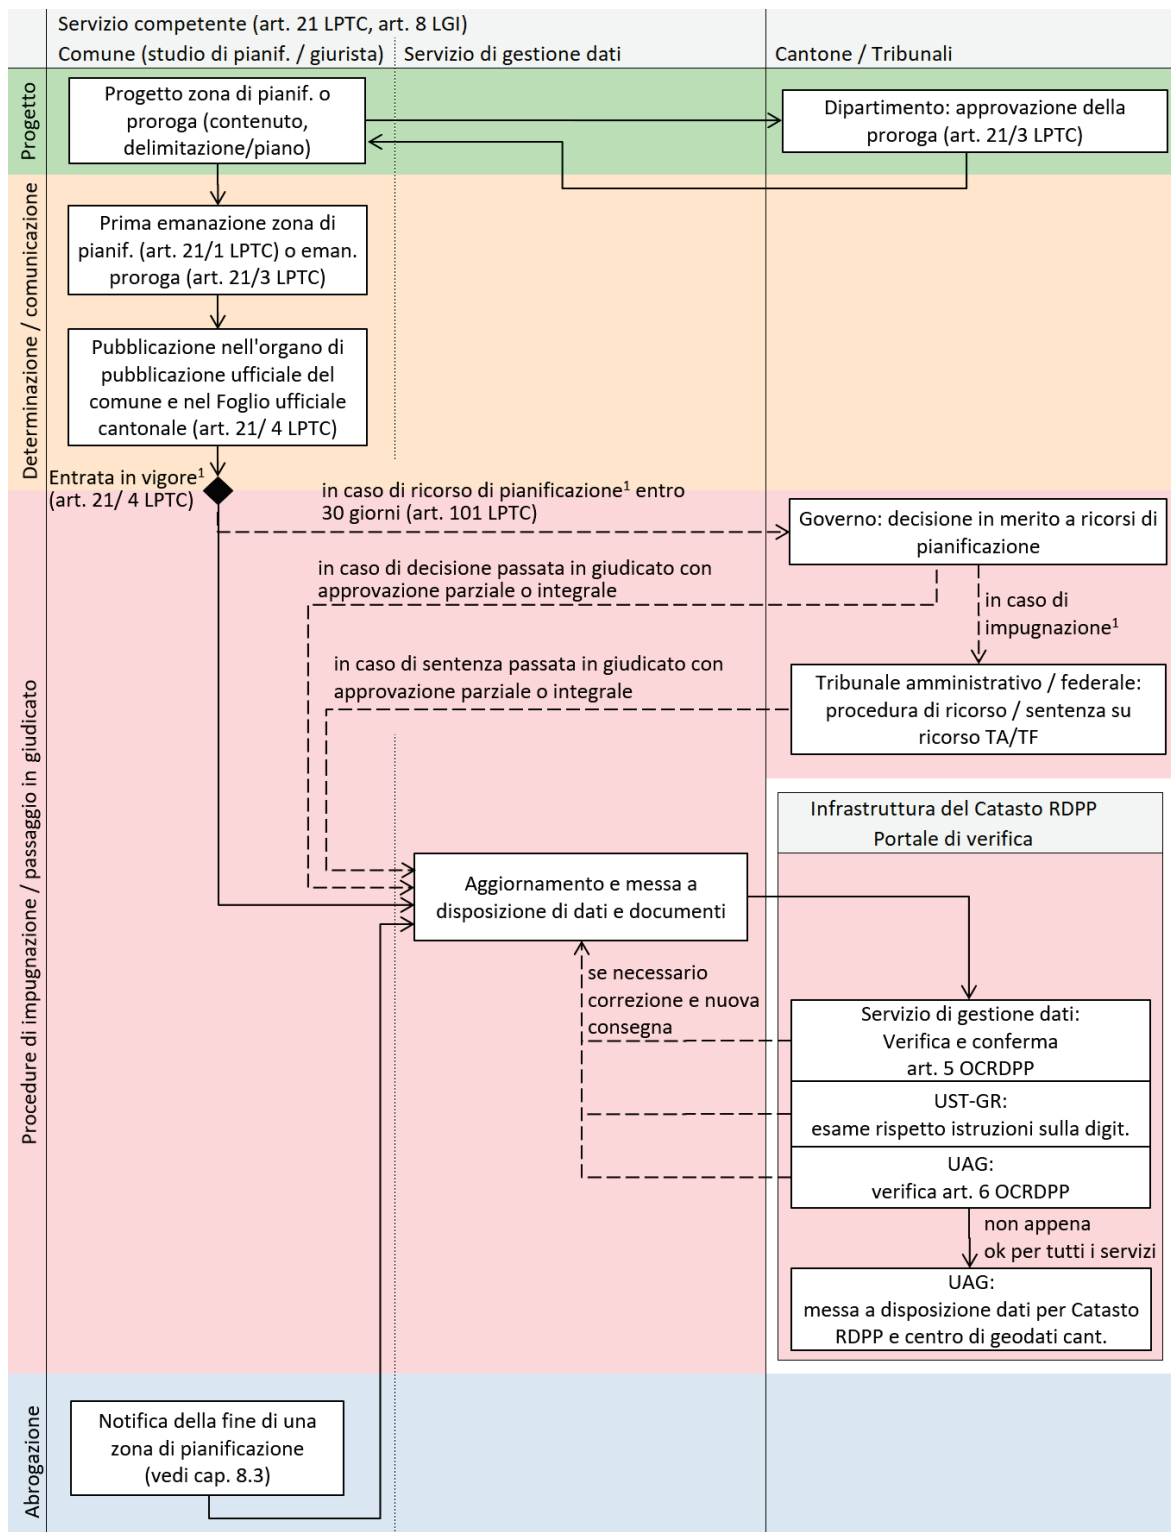 Servizio competente (art. 21 LPTC, art. 8 LGI)
Comune (studio di pianif. / giurista)
Servizio di gestione dati
Cantone / Tribunali
Progetto
Progetto zona di pianif. o
proroga (contenuto,
delimitazione/piano)
Dipartimento: approvazione della
proroga (art. 21/3 LPTC)
Determinazione / comunicazione
Prima emanazione zona di
pianif. (art. 21/1 LPTC) o eman.
proroga (art. 21/3 LPTC)
Pubblicazione nell'organo di
pubblicazione ufficiale del
comune e nel Foglio ufficiale
cantonale (art. 21/ 4 LPTC)
Entrata in vigore¹
(art. 21/ 4 LPTC)
Procedure di impugnazione / passaggio in giudicato
in caso di ricorso di pianificazione¹ entro
30 giorni (art. 101 LPTC)
Governo: decisione in merito a ricorsi di
pianificazione
in caso di decisione passata in giudicato con
approvazione parziale o integrale
in caso di
impugnazione¹
in caso di sentenza passata in giudicato con
approvazione parziale o integrale
Tribunale amministrativo / federale:
procedura di ricorso / sentenza su
ricorso TA/TF
Infrastruttura del Catasto RDPP
Portale di verifica
Aggiornamento e messa a
disposizione di dati e documenti
se necessario
correzione e nuova
consegna
Servizio di gestione dati:
Verifica e conferma
art. 5 OCRDPP
UST-GR:
esame rispetto istruzioni sulla digit.
UAG:
verifica art. 6 OCRDPP
non appena
ok per tutti i servizi
UAG:
messa a disposizione dati per Catasto
RDPP e centro di geodati cant.
Abrogazione
Notifica della fine di una
zona di pianificazione
(vedi cap. 8.3)